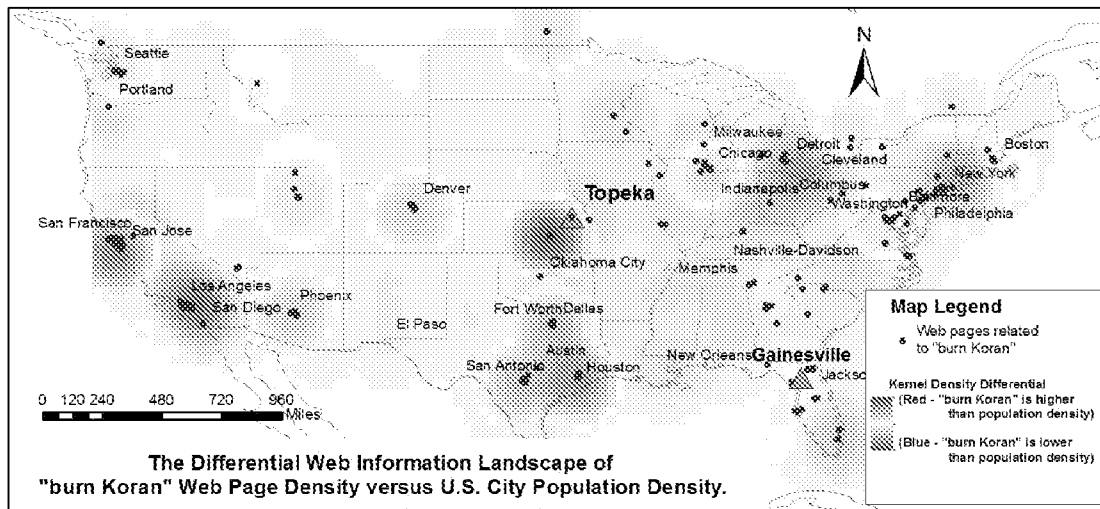 Seattle
Portland
N
Milwaukee
Detroit
Boston
Chicago
Cleveland
New York
Denver
Topeka
Indianapolis
Columbus
Washington
Baltimore
Philadelphia
San Francisco
San Jose
Nashville-Davidson
Oklahoma City
Memphis
Los Angeles
Phoenix
San Diego
Fort Worth
Dallas
El Paso
Austin
New Orleans
Gainesville
San Antonio
Houston
Jackso
0 120 240 480 720 960
Miles
Map Legend
Web pages related
to "burn Koran"
Kernel Density Differential
(Red - "burn Koran" is higher
than population density)
(Blue - "burn Koran" is lower
than population density)
The Differential Web Information Landscape of
"burn Koran" Web Page Density versus U.S. City Population Density.